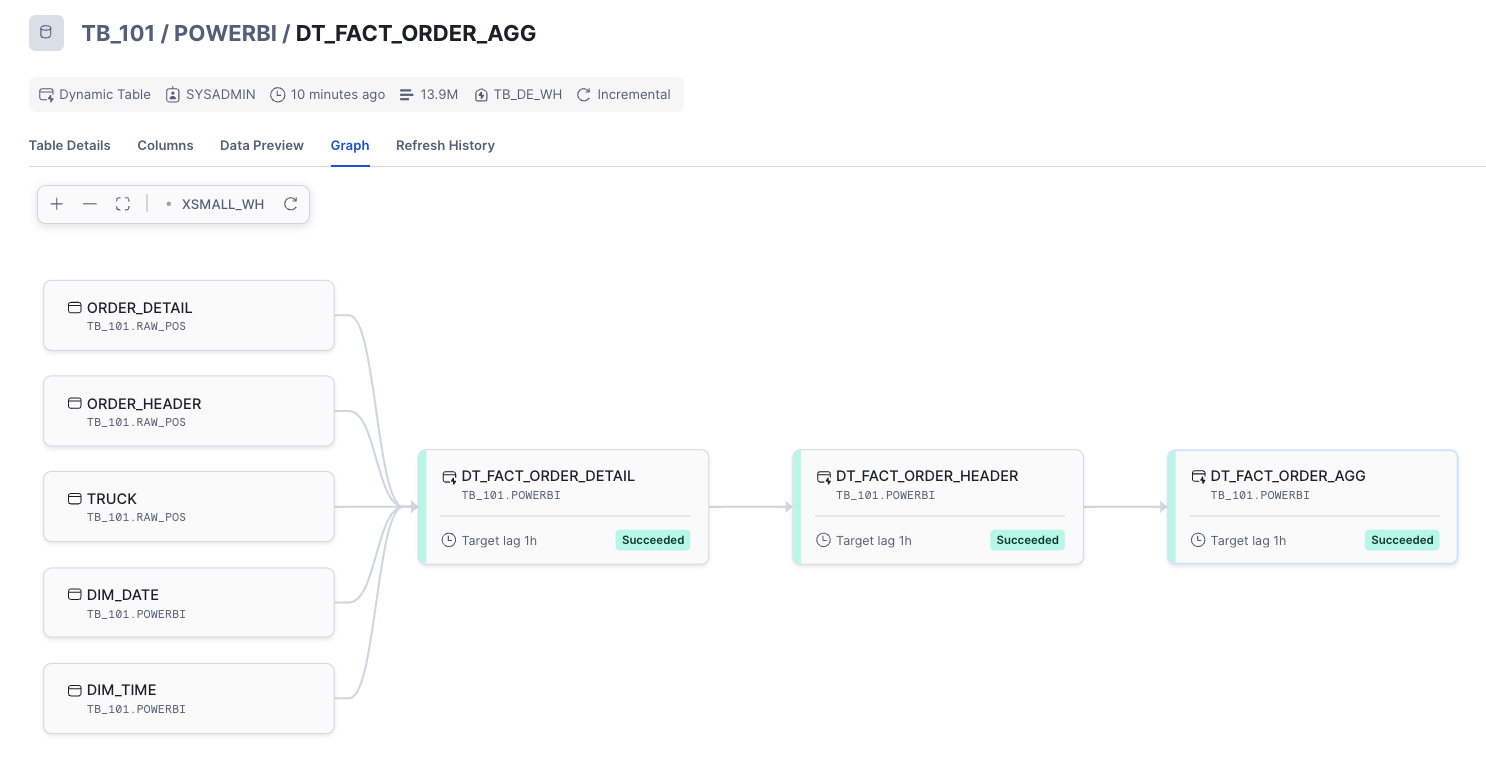 TB_101 / POWERBI / DT_FACT_ORDER_AGG
Dynamic Table SYSADMIN 10 minutes ago 13.9M TB_DE_WH Incremental
Table Details Columns Data Preview Graph Refresh History
XSMALL_WH
ORDER_DETAIL
TB_101.RAW_POS
ORDER_HEADER
TB_101.RAW_POS
TRUCK
TB_101.RAW_POS
DIM_DATE
TB_101.POWERBI
DIM_TIME
TB_101.POWERBI
DT_FACT_ORDER_DETAIL
TB_101.POWERBI
Target lag 1h Succeeded
DT_FACT_ORDER_HEADER
TB_101.POWERBI
Target lag 1h Succeeded
DT_FACT_ORDER_AGG
TB_101.POWERBI
Target lag 1h Succeeded